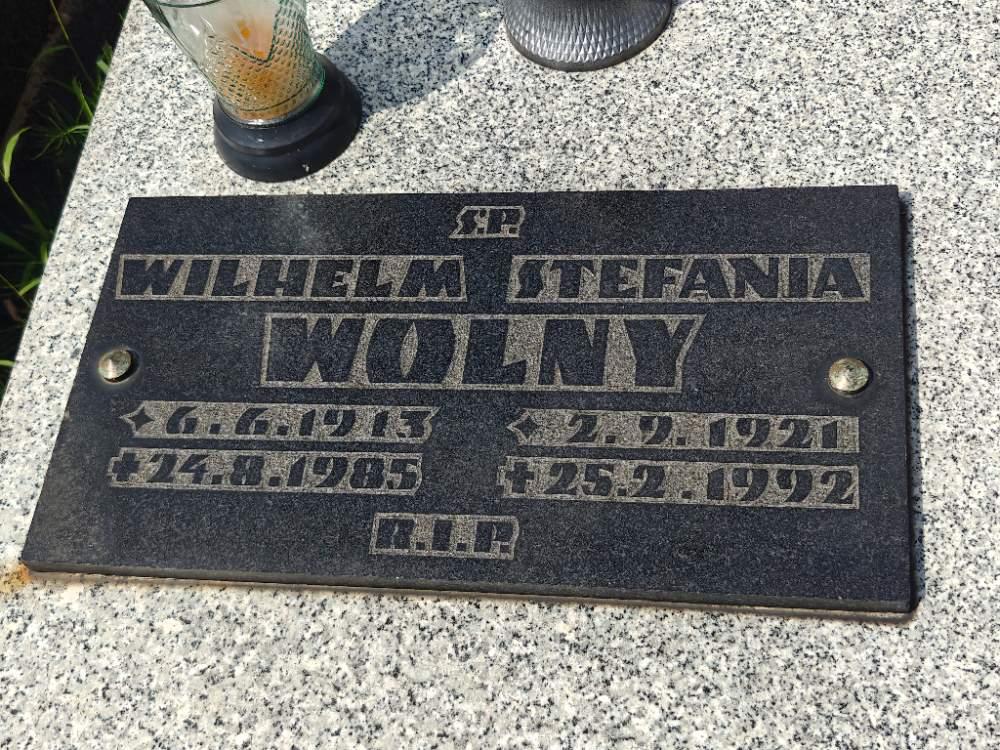 Ś.P.
WILHELM STEFANIA
WOLNY
✦ 6.6.1913 ✦ 2.9.1921
✝ 24.8.1985 ✝ 25.2.1992
R.I.P.